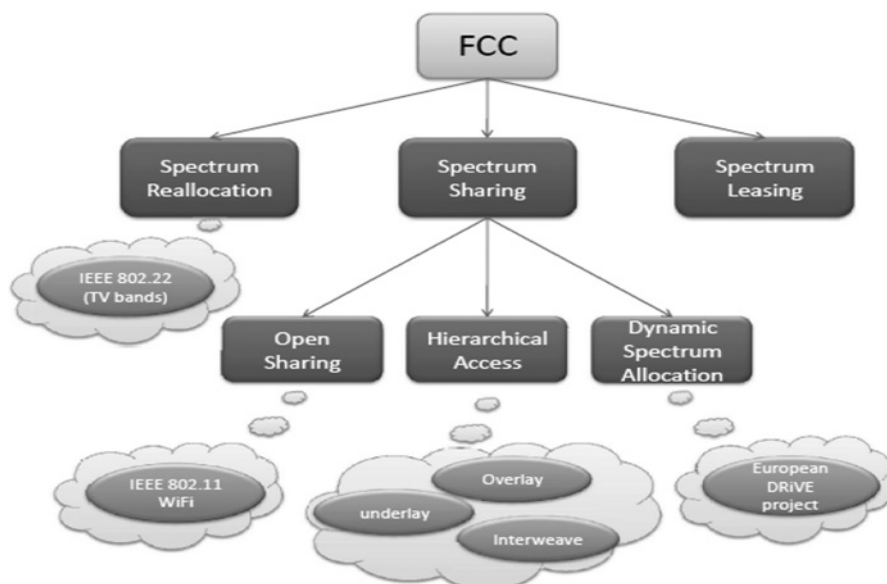 FCC
Spectrum
Reallocation
Spectrum
Sharing
Spectrum
Leasing
IEEE 802.22
(TV bands)
Open
Sharing
Hierarchical
Access
Dynamic
Spectrum
Allocation
IEEE 802.11
WiFi
Overlay
underlay
Interweave
European
DRiVE
project